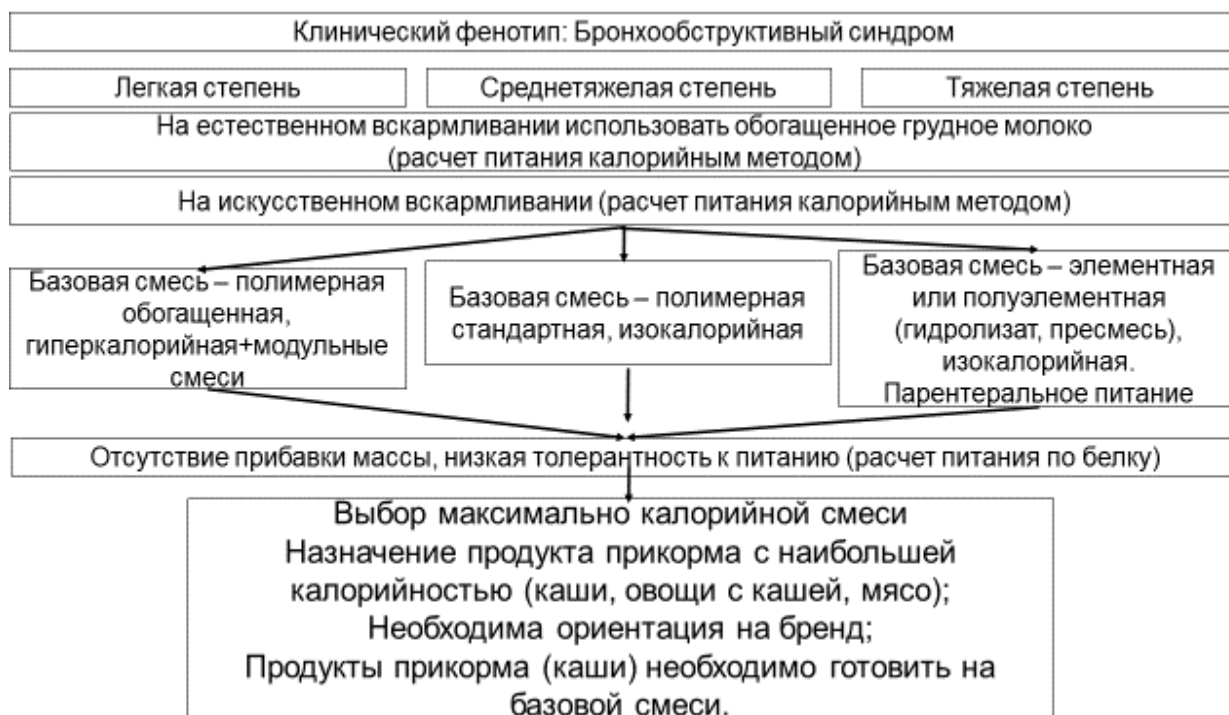 Клинический фенотип: Бронхообструктивный синдром
Легкая степень
Среднетяжелая степень
Тяжелая степень
На естественном вскармливании использовать обогащенное грудное молоко
(расчет питания калорийным методом)
На искусственном вскармливании (расчет питания калорийным методом)
Базовая смесь – полимерная
обогащенная,
гиперкалорийная+модульные
смеси
Базовая смесь – полимерная
стандартная, изокалорийная
Базовая смесь – элементная
или полуэлементная
(гидролизат, пресмесь),
изокалорийная.
Парентеральное питание
Отсутствие прибавки массы, низкая толерантность к питанию (расчет питания по белку)
Выбор максимально калорийной смеси
Назначение продукта прикорма с наибольшей
калорийностью (каши, овощи с кашей, мясо);
Необходима ориентация на бренд;
Продукты прикорма (каши) необходимо готовить на
базовой смеси.